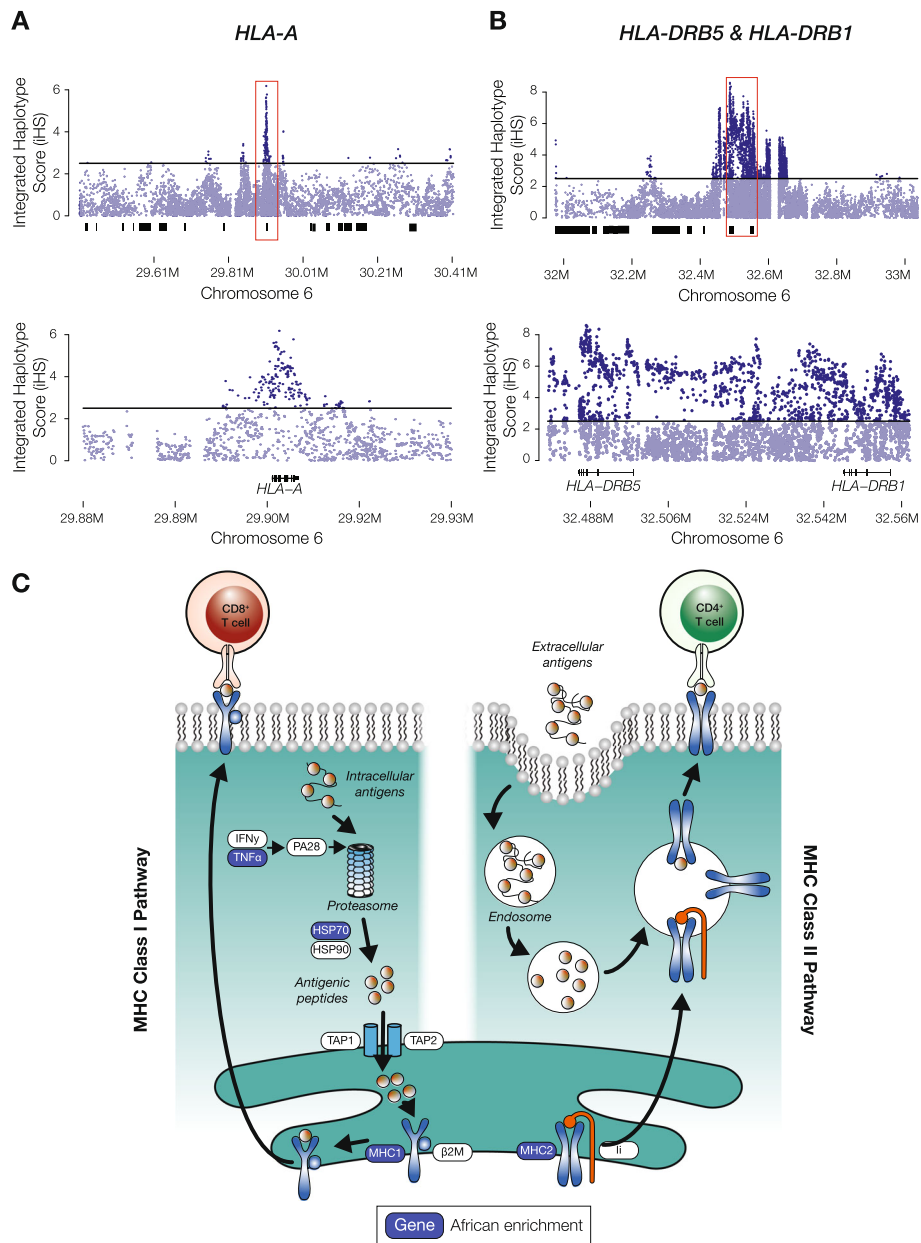 A
HLA-A
Integrated Haplotype
Score (iHS)
6
4
2
0
29.61M 29.81M 30.01M 30.21M 30.41M
Chromosome 6
Integrated Haplotype
Score (iHS)
6
4
2
0
HLA-A
29.88M 29.89M 29.90M 29.92M 29.93M
Chromosome 6
B
HLA-DRB5 & HLA-DRB1
Integrated Haplotype
Score (iHS)
8
6
4
2
0
32M 32.2M 32.4M 32.6M 32.8M 33M
Chromosome 6
Integrated Haplotype
Score (iHS)
8
6
4
2
0
HLA-DRB5 HLA-DRB1
32.488M 32.506M 32.524M 32.542M 32.56M
Chromosome 6
C
MHC Class I Pathway
CD8+
T cell
Intracellular
antigens
IFNγ
TNFα
PA28
Proteasome
HSP70
HSP90
Antigenic
peptides
TAP1 TAP2
MHC1 β2M
CD4+
T cell
Extracellular
antigens
Endosome
MHC2 Ii
MHC Class II Pathway
Gene African enrichment